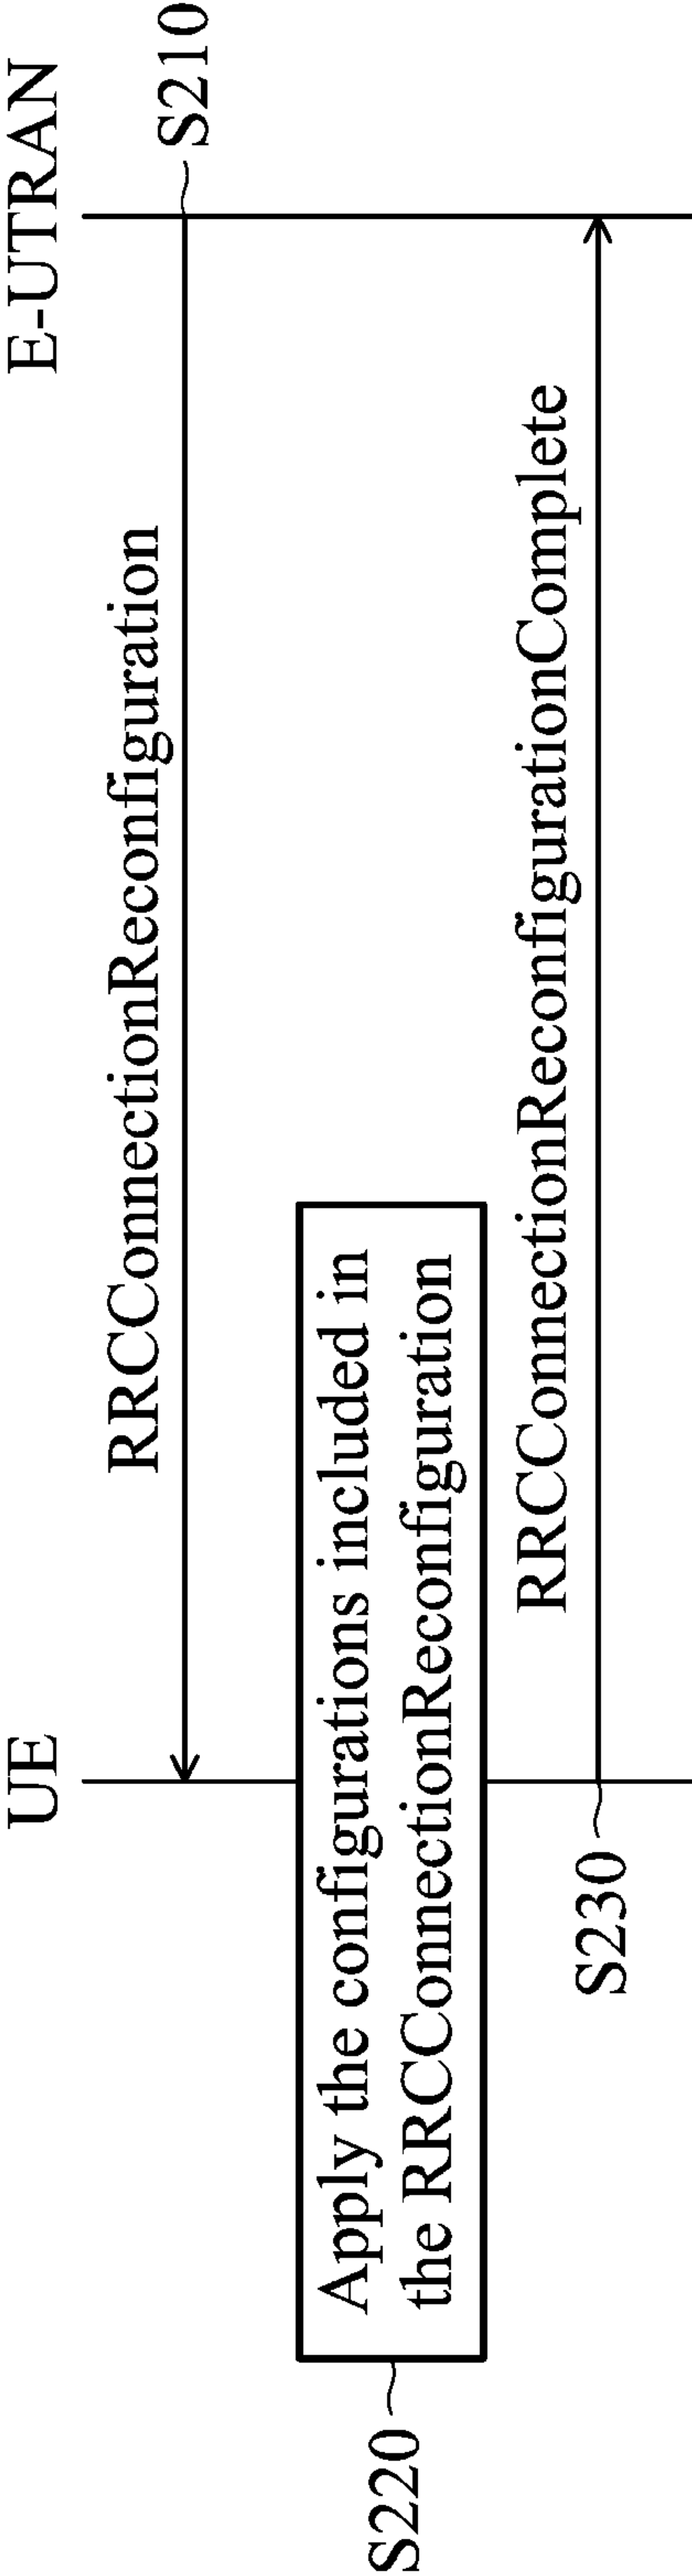 UE
E-UTRAN
RRCConnectionReconfiguration
S210
Apply the configurations included in
the RRCConnectionReconfiguration
S220
RRCConnectionReconfigurationComplete
S230